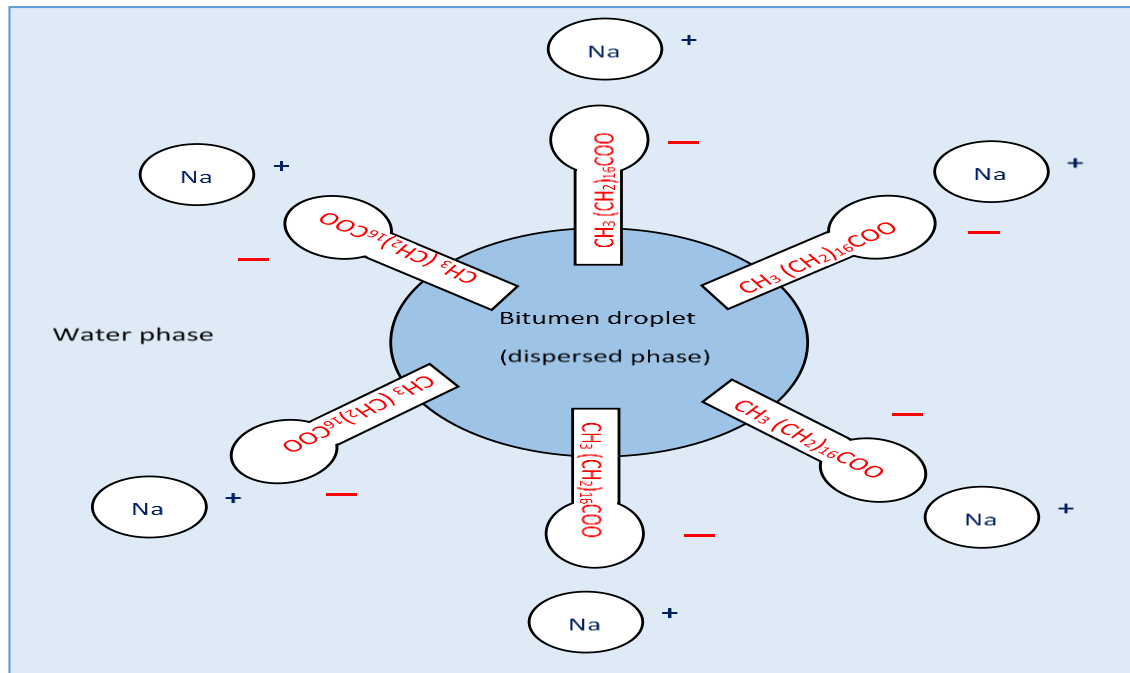 Na +
CH₃ (CH₂)₁₆COO —
Na +
Na +
CH₃ (CH₂)₁₆COO —
CH₃ (CH₂)₁₆COO —
Bitumen droplet
(dispersed phase)
Water phase
CH₃ (CH₂)₁₆COO —
CH₃ (CH₂)₁₆COO —
CH₃ (CH₂)₁₆COO —
Na +
Na +
Na +